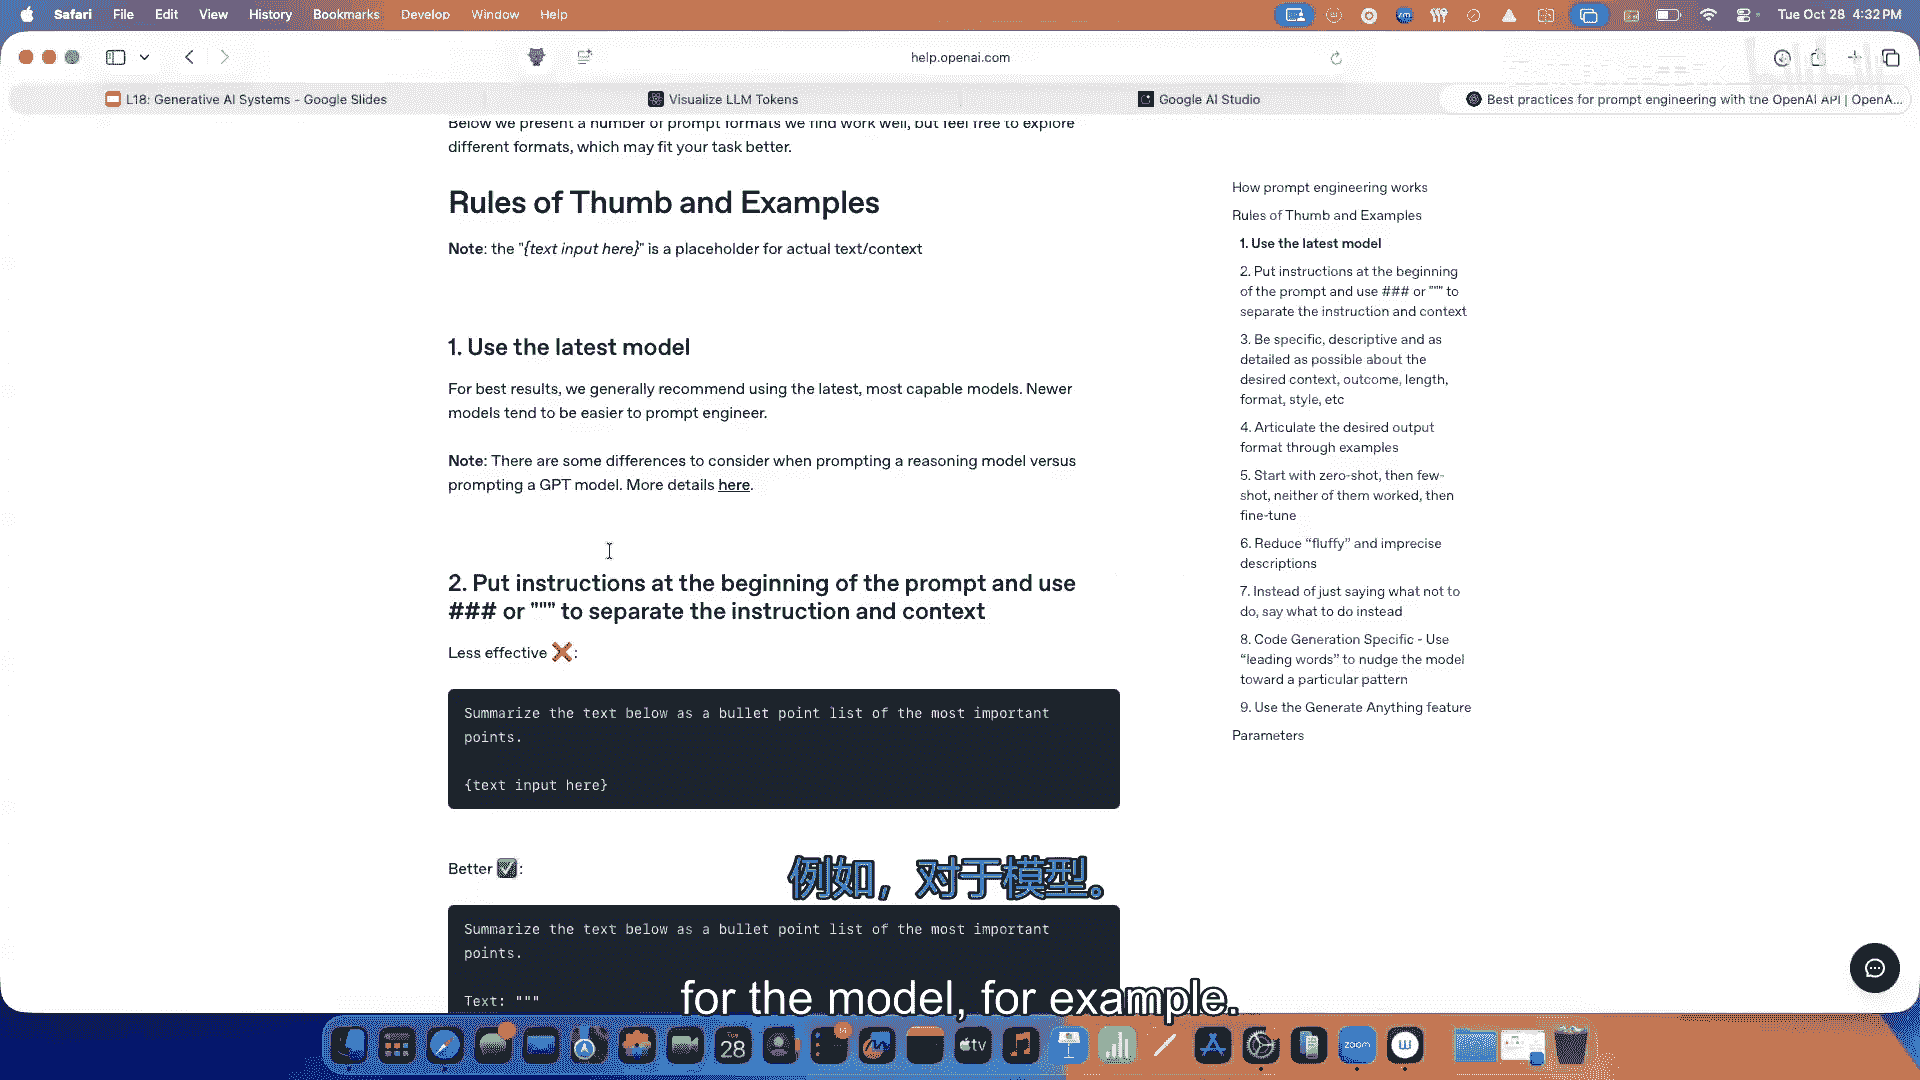 Safari File Edit View History Bookmarks Develop Window Help
Tue Oct 28 4:32 PM
help.openai.com
L18: Generative AI Systems - Google Slides
Visualize LLM Tokens
Google AI Studio
Best practices for prompt engineering with the OpenAI API | OpenA...
Below we present a number of prompt formats we find work well, but feel free to explore
different formats, which may fit your task better.
Rules of Thumb and Examples
Note: the "{text input here}" is a placeholder for actual text/context
1. Use the latest model
For best results, we generally recommend using the latest, most capable models. Newer
models tend to be easier to prompt engineer.
Note: There are some differences to consider when prompting a reasoning model versus
prompting a GPT model. More details here.
2. Put instructions at the beginning of the prompt and use
### or """ to separate the instruction and context
Less effective ❌:
Summarize the text below as a bullet point list of the most important
points.
{text input here}
Better ✅:
Summarize the text below as a bullet point list of the most important
points.
Text: """
How prompt engineering works
Rules of Thumb and Examples
1. Use the latest model
2. Put instructions at the beginning
of the prompt and use ### or """ to
separate the instruction and context
3. Be specific, descriptive and as
detailed as possible about the
desired context, outcome, length,
format, style, etc
4. Articulate the desired output
format through examples
5. Start with zero-shot, then few-
shot, neither of them worked, then
fine-tune
6. Reduce “fluffy” and imprecise
descriptions
7. Instead of just saying what not to
do, say what to do instead
8. Code Generation Specific - Use
“leading words” to nudge the model
toward a particular pattern
9. Use the Generate Anything feature
Parameters
例如，对于模型。
for the model, for example.
28
tv
zoom